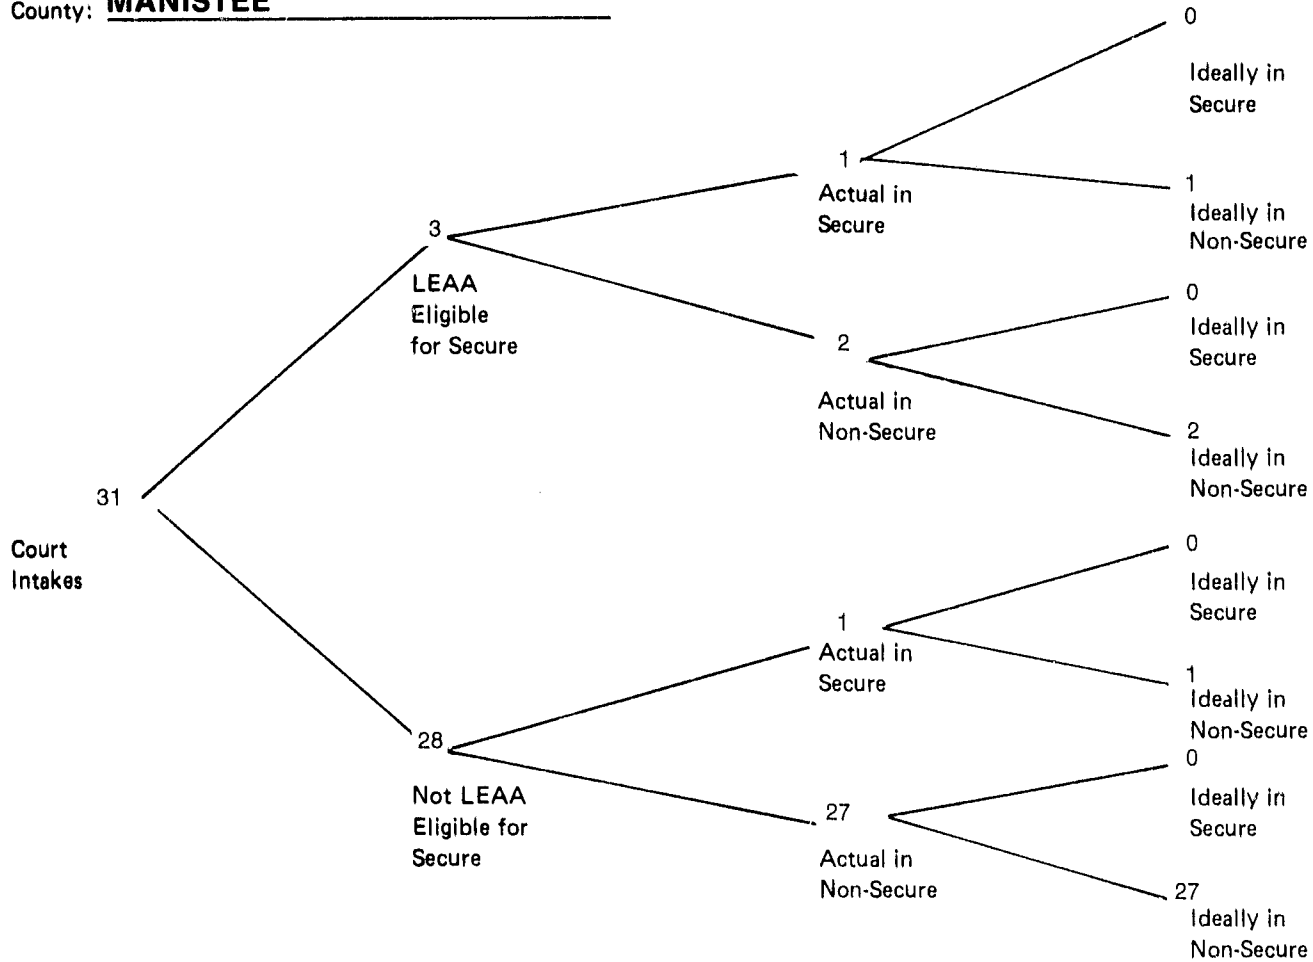 County: MANISTEE
0
Ideally in
Secure
1
Actual in
Secure
1
Ideally in
Non-Secure
3
LEAA
Eligible
for Secure
0
Ideally in
Secure
2
Actual in
Non-Secure
2
Ideally in
Non-Secure
31
Court
Intakes
0
Ideally in
Secure
1
Actual in
Secure
1
Ideally in
Non-Secure
28
Not LEAA
Eligible for
Secure
0
Ideally in
Secure
27
Actual in
Non-Secure
27
Ideally in
Non-Secure